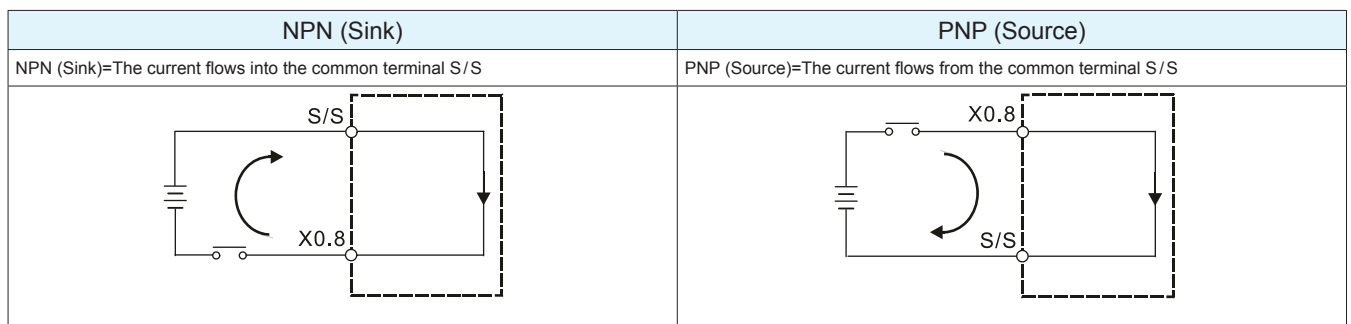 NPN (Sink)
PNP (Source)
NPN (Sink)=The current flows into the common terminal S/S
PNP (Source)=The current flows from the common terminal S/S
S/S
X0.8
X0.8
S/S